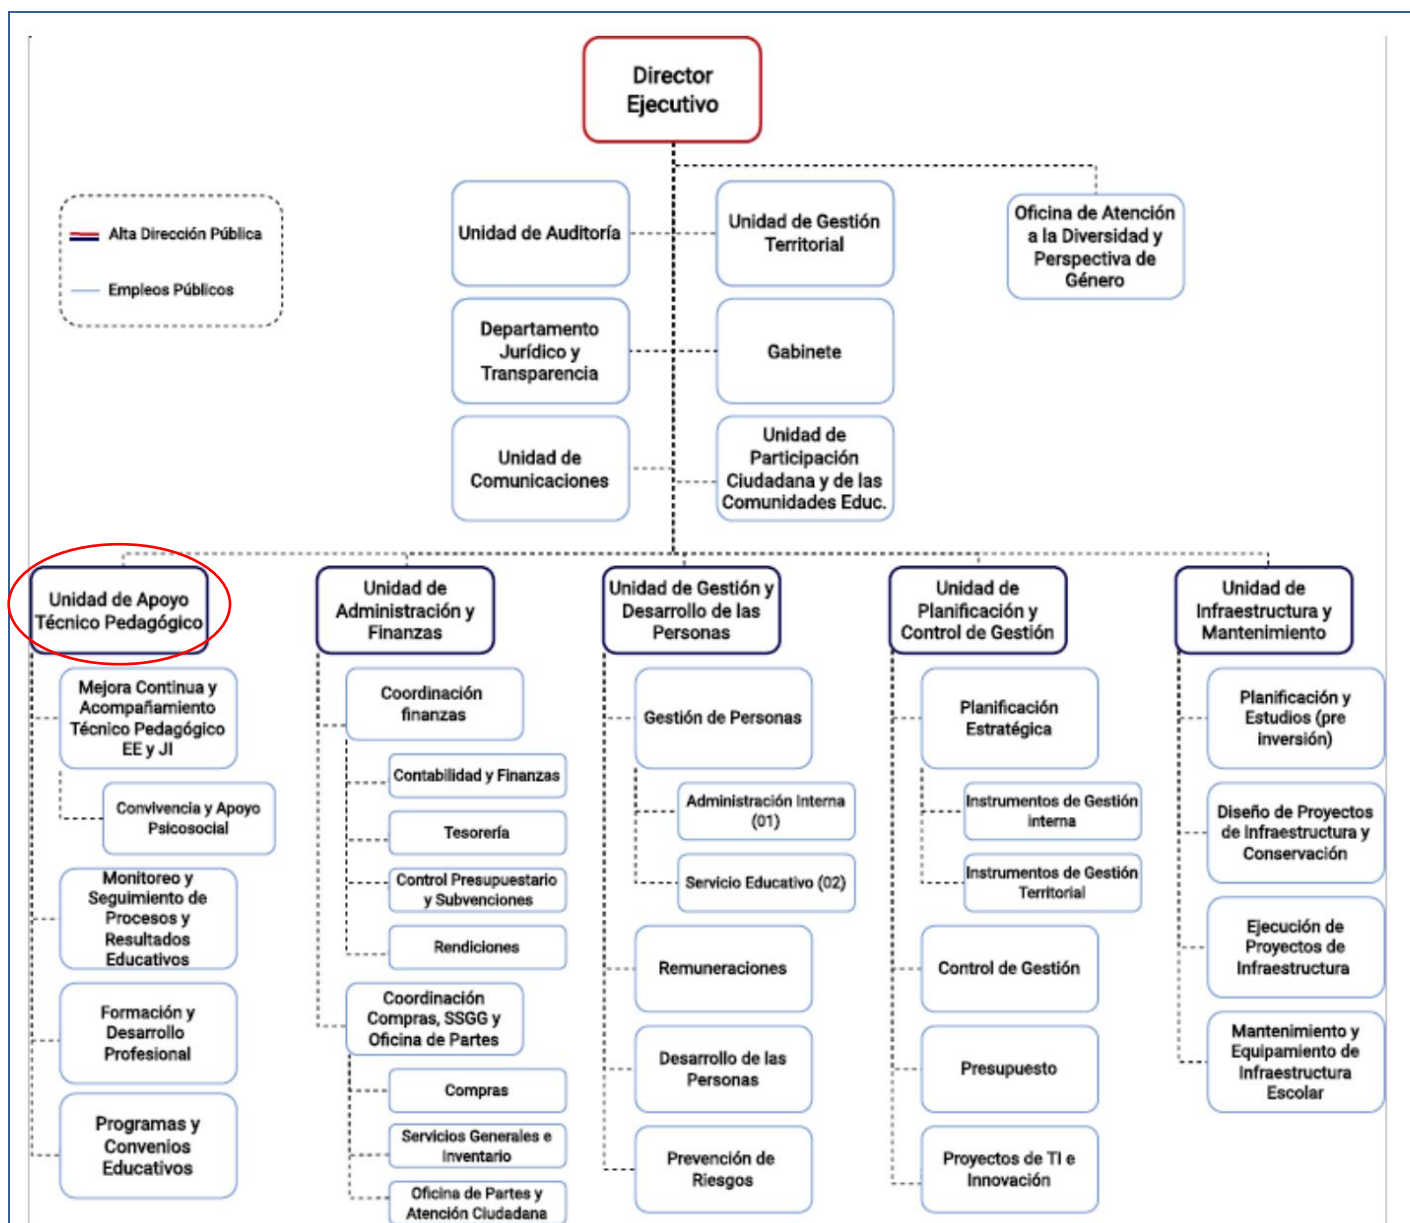 Director
Ejecutivo
Alta Dirección Pública
Empleos Públicos
Unidad de Auditoría
Unidad de Gestión
Territorial
Oficina de Atención
a la Diversidad y
Perspectiva de
Género
Departamento
Jurídico y
Transparencia
Gabinete
Unidad de
Comunicaciones
Unidad de
Participación
Ciudadana y de las
Comunidades Educ.
Unidad de Apoyo
Técnico Pedagógico
Mejora Continua y
Acompañamiento
Técnico Pedagógico
EE y JI
Convivencia y Apoyo
Psicosocial
Monitoreo y
Seguimiento de
Procesos y
Resultados
Educativos
Formación y
Desarrollo
Profesional
Programas y
Convenios
Educativos
Unidad de
Administración y
Finanzas
Coordinación
finanzas
Contabilidad y Finanzas
Tesorería
Control Presupuestario
y Subvenciones
Rendiciones
Coordinación
Compras, SSGG y
Oficina de Partes
Compras
Servicios Generales e
Inventario
Oficina de Partes y
Atención Ciudadana
Unidad de Gestión y
Desarrollo de las
Personas
Gestión de Personas
Administración Interna
(01)
Servicio Educativo (02)
Remuneraciones
Desarrollo de las
Personas
Prevención de
Riesgos
Unidad de
Planificación y
Control de Gestión
Planificación
Estratégica
Instrumentos de Gestión
interna
Instrumentos de Gestión
Territorial
Control de Gestión
Presupuesto
Proyectos de TI e
Innovación
Unidad de
Infraestructura y
Mantenimiento
Planificación y
Estudios (pre
inversión)
Diseño de Proyectos
de Infraestructura y
Conservación
Ejecución de
Proyectos de
Infraestructura
Mantenimiento y
Equipamiento de
Infraestructura
Escolar